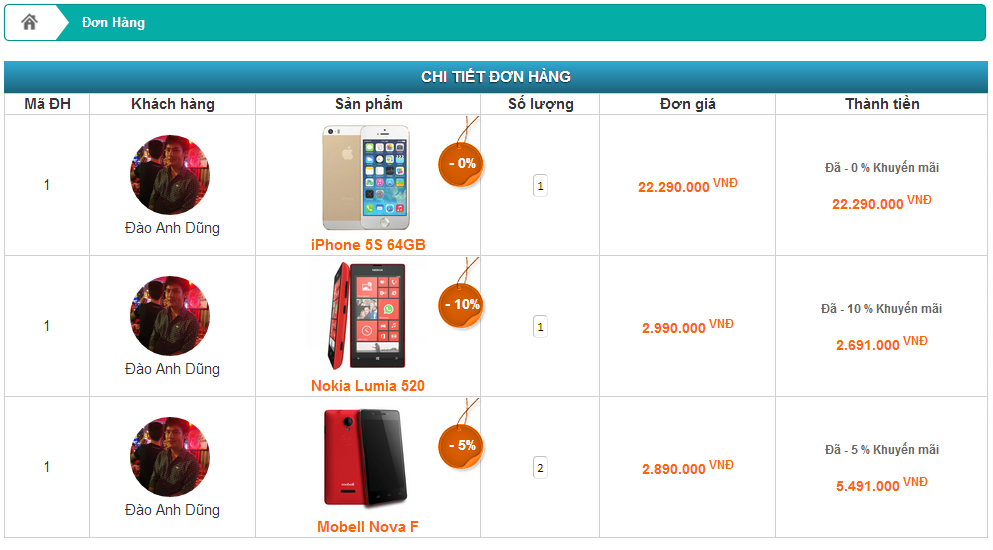 Đơn Hàng
CHI TIẾT ĐƠN HÀNG
Mã ĐH Khách hàng Sản phẩm Số lượng Đơn giá Thành tiền
- 0%
Đã - 0 % Khuyến mãi
1 1 22.290.000 VNĐ
22.290.000 VNĐ
Đào Anh Dũng
iPhone 5S 64GB
NOKIA
- 10%
Đã - 10 % Khuyến mãi
1 1 2.990.000 VNĐ
2.691.000 VNĐ
Đào Anh Dũng
Nokia Lumia 520
- 5%
Đã - 5 % Khuyến mãi
1 2 2.890.000 VNĐ
5.491.000 VNĐ
Đào Anh Dũng
Mobell Nova F